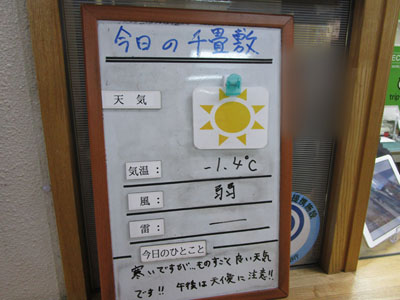 今日の千畳敷
天気
気温： -1.4℃
風： 弱
雷： ―
今日のひとこと
寒いですが、ものすごく良い天気
です!! 午後は大便に注意!!